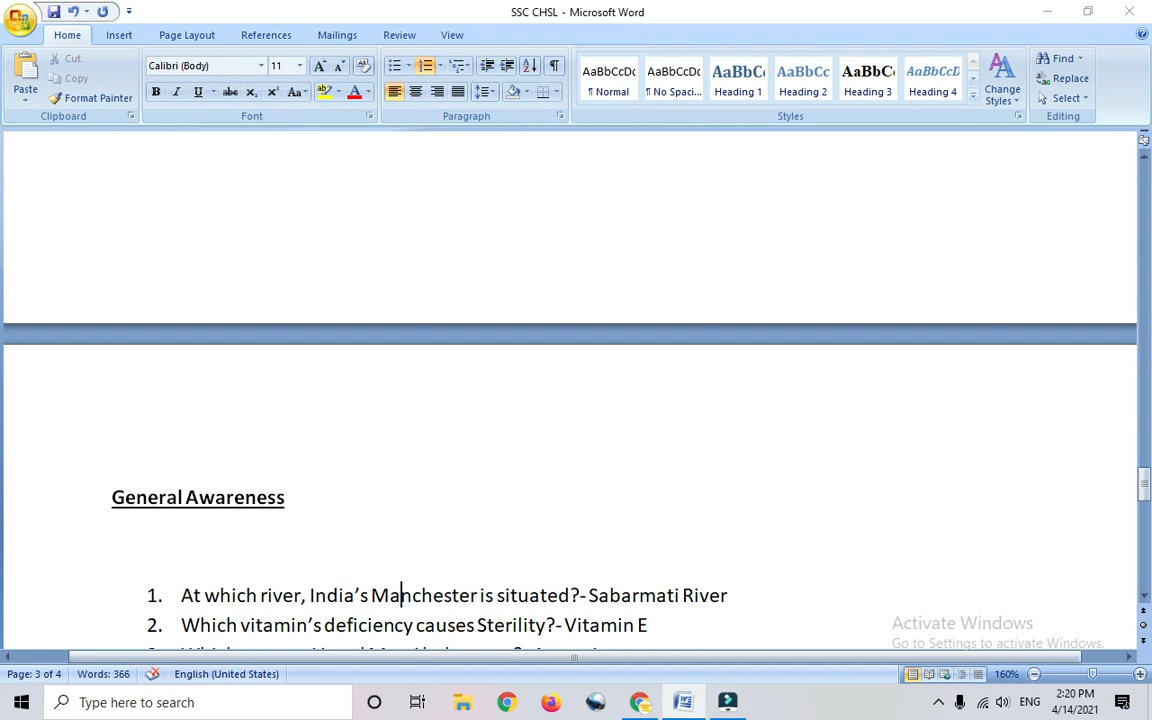 SSC CHSL - Microsoft Word
Home Insert Page Layout References Mailings Review View
Paste
Cut
Copy
Format Painter
Clipboard
Calibri (Body) 11
Font
Paragraph
AaBbCcDc AaBbCcDc AaBbCc AaBbCc AaBbCc AaBbCcD
¶ Normal ¶ No Spaci... Heading 1 Heading 2 Heading 3 Heading 4
Change Styles
Styles
Find
Replace
Select
Editing
General Awareness
1. At which river, India's Manchester is situated?- Sabarmati River
2. Which vitamin's deficiency causes Sterility?- Vitamin E
Activate Windows
Go to Settings to activate Windows.
Page: 3 of 4 Words: 366 English (United States) 160%
Type here to search
ENG
2:20 PM
4/14/2021